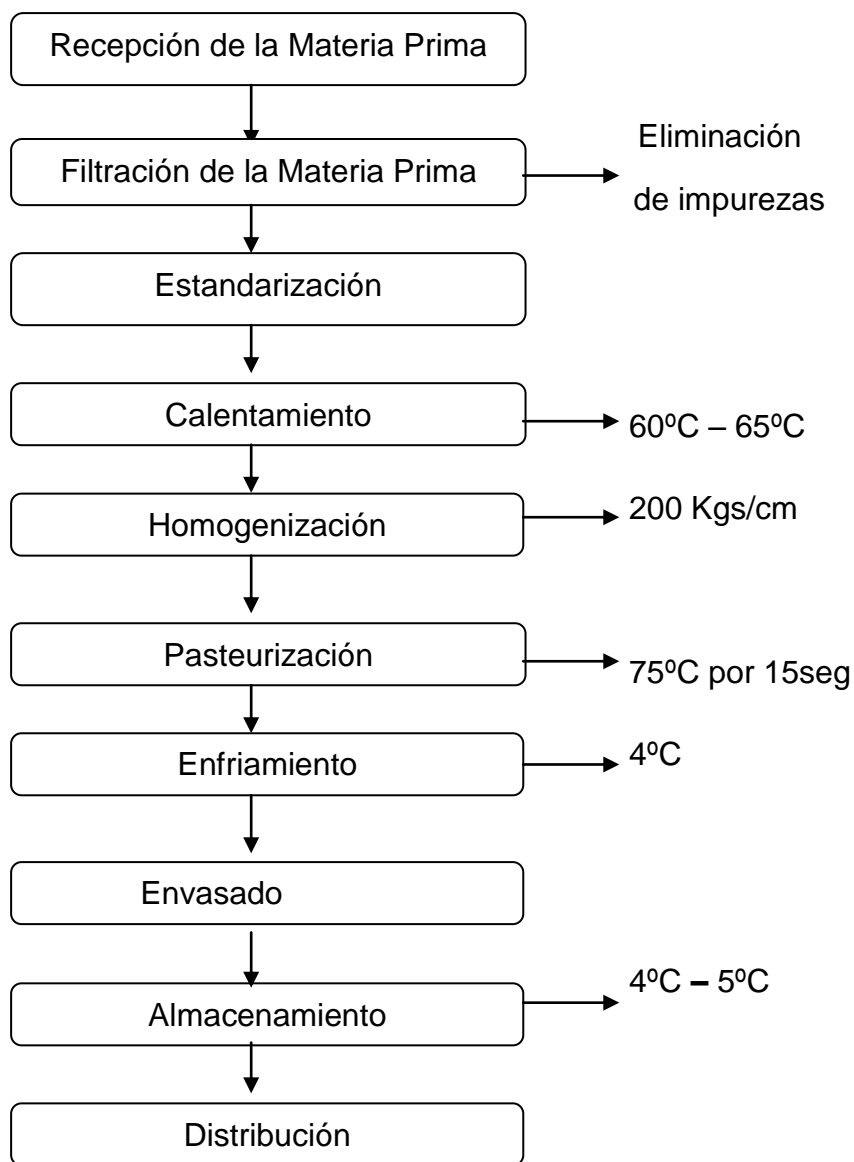 Recepción de la Materia Prima
Filtración de la Materia Prima
Eliminación
de impurezas
Estandarización
Calentamiento
60ºC – 65ºC
Homogenización
200 Kgs/cm
Pasteurización
75ºC por 15seg
Enfriamiento
4ºC
Envasado
Almacenamiento
4ºC – 5ºC
Distribución